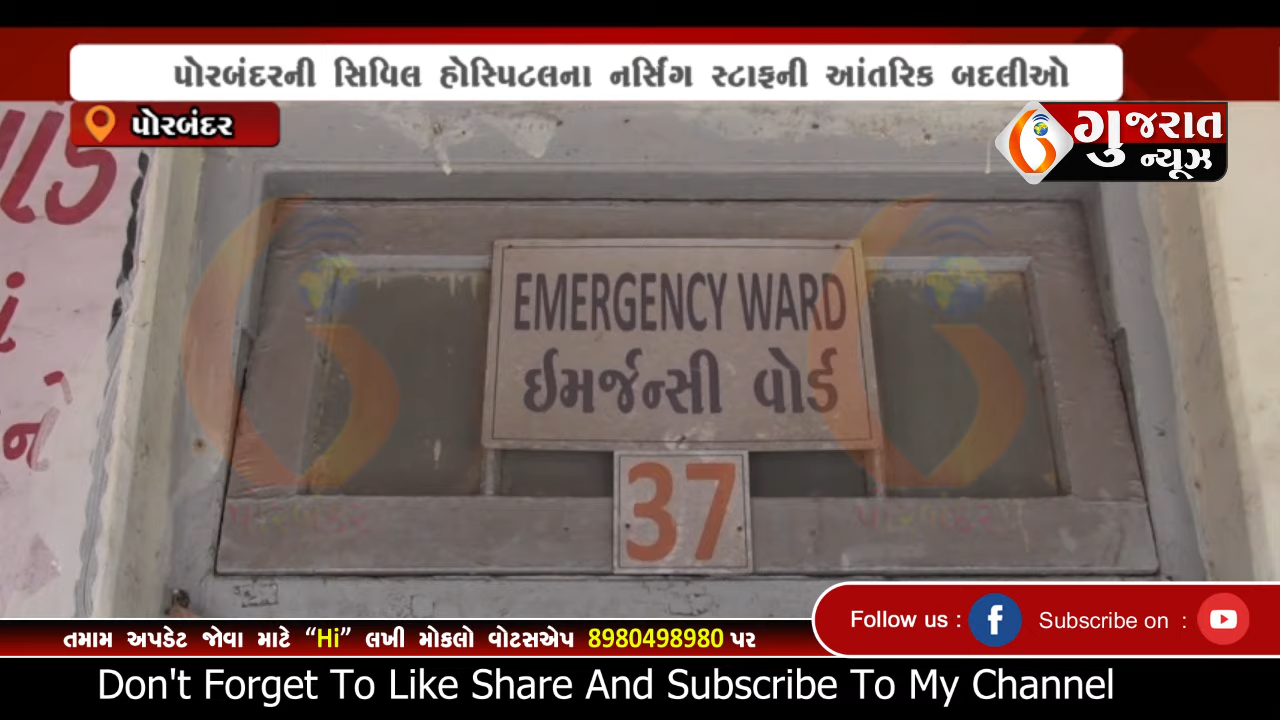 પોરબંદરની સિવિલ હોસ્પિટલના નર્સિગ સ્ટાફની આંતરિક બદલીઓ
પોરબંદર
ગુજરાત
ન્યૂઝ
EMERGENCY WARD
ઈમર્જન્સી વોર્ડ
37
Follow us :
Subscribe on :
તમામ અપડેટ જોવા માટે “Hi” લખી મોકલો વોટસએપ 8980498980 પર
Don't Forget To Like Share And Subscribe To My Channel